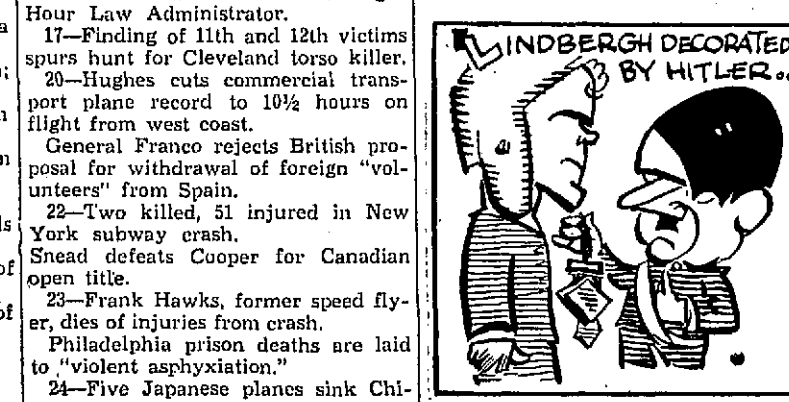 Hour Law Administrator.
17—Finding of 11th and 12th victims
spurs hunt for Cleveland torso killer.
20—Hughes cuts commercial trans-
port plane record to 10½ hours on
flight from west coast.
General Franco rejects British pro-
posal for withdrawal of foreign "vol-
unteers" from Spain.
22—Two killed, 51 injured in New
York subway crash.
Snead defeats Cooper for Canadian
open title.
23—Frank Hawks, former speed fly-
er, dies of injuries from crash.
Philadelphia prison deaths are laid
to "violent asphyxiation."
24—Five Japanese planes sink Chi-
LINDBERGH DECORATED
BY HITLER..